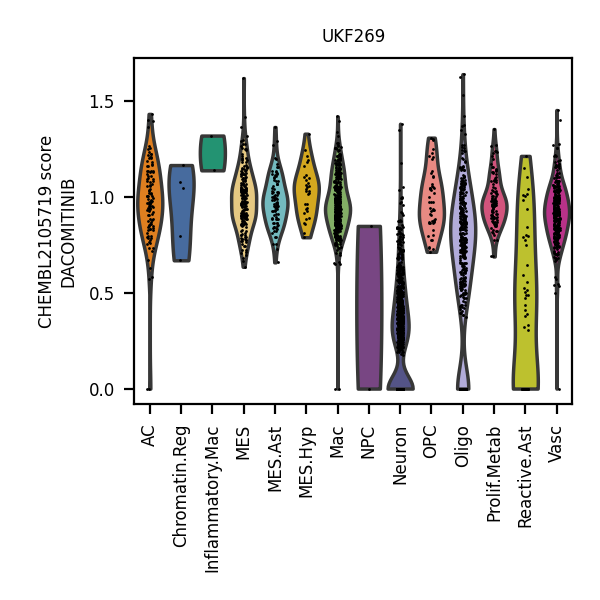 UKF269
CHEMBL2105719 score
DACOMITINIB
1.5
1.0
0.5
0.0
AC
Chromatin.Reg
Inflammatory.Mac
MES
MES.Ast
MES.Hyp
Mac
NPC
Neuron
OPC
Oligo
Prolif.Metab
Reactive.Ast
Vasc